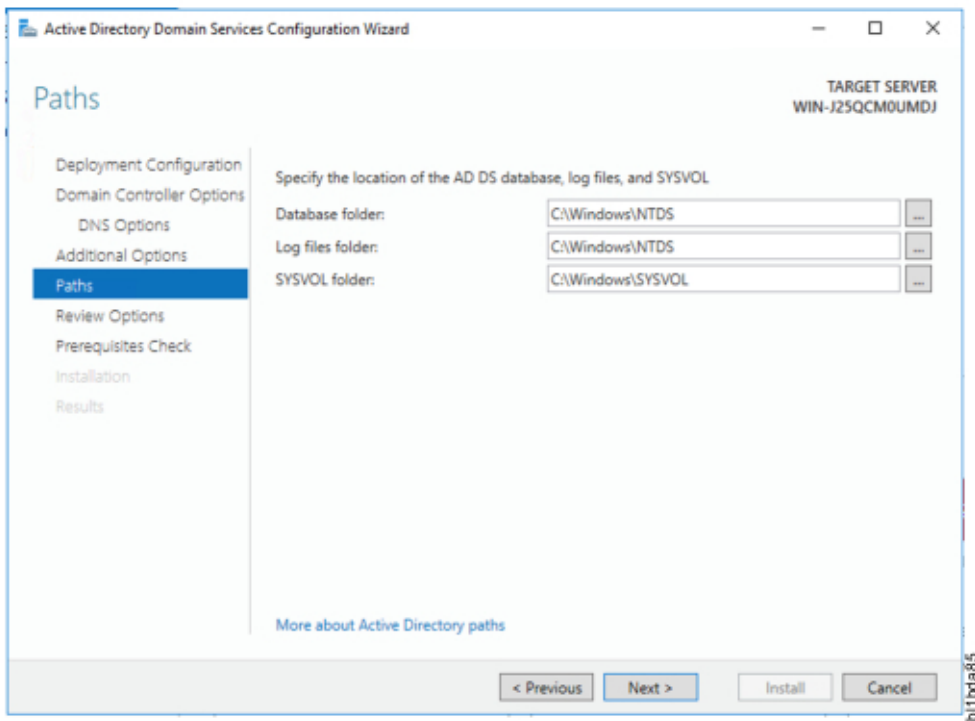 Active Directory Domain Services Configuration Wizard
Paths
TARGET SERVER
WIN-J25QCM0UMDJ
Deployment Configuration
Domain Controller Options
DNS Options
Additional Options
Paths
Review Options
Prerequisites Check
Installation
Results
Specify the location of the AD DS database, log files, and SYSVOL
Database folder: C:\Windows\NTDS ...
Log files folder: C:\Windows\NTDS ...
SYSVOL folder: C:\Windows\SYSVOL ...
More about Active Directory paths
< Previous Next > Install Cancel